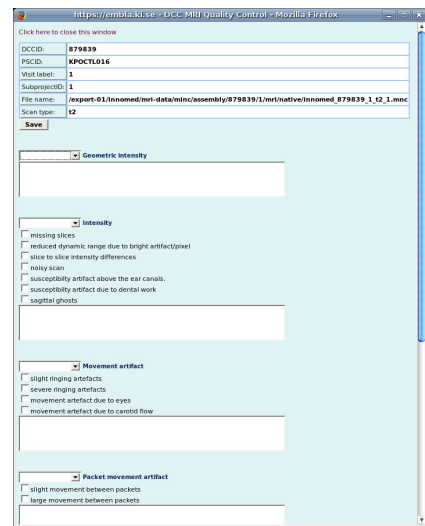 https://embla.ki.se - DCC MRI Quality Control - Mozilla Firefox
Click here to close this window
DCCID: 879839
PSCID: KPOCTL016
Visit label: 1
SubprojectID: 1
File name: /export-01/innomed/mri-data/minc/assembly/879839/1/mri/native/innomed_879839_1_t2_1.mnc
Scan type: t2
Save
Geometric intensity
Intensity
missing slices
reduced dynamic range due to bright artifact/pixel
slice to slice intensity differences
noisy scan
susceptibilty artifact above the ear canals.
susceptibilty artifact due to dental work
sagittal ghosts
Movement artifact
slight ringing artefacts
severe ringing artefacts
movement artefact due to eyes
movement artefact due to carotid flow
Packet movement artifact
slight movement between packets
large movement between packets